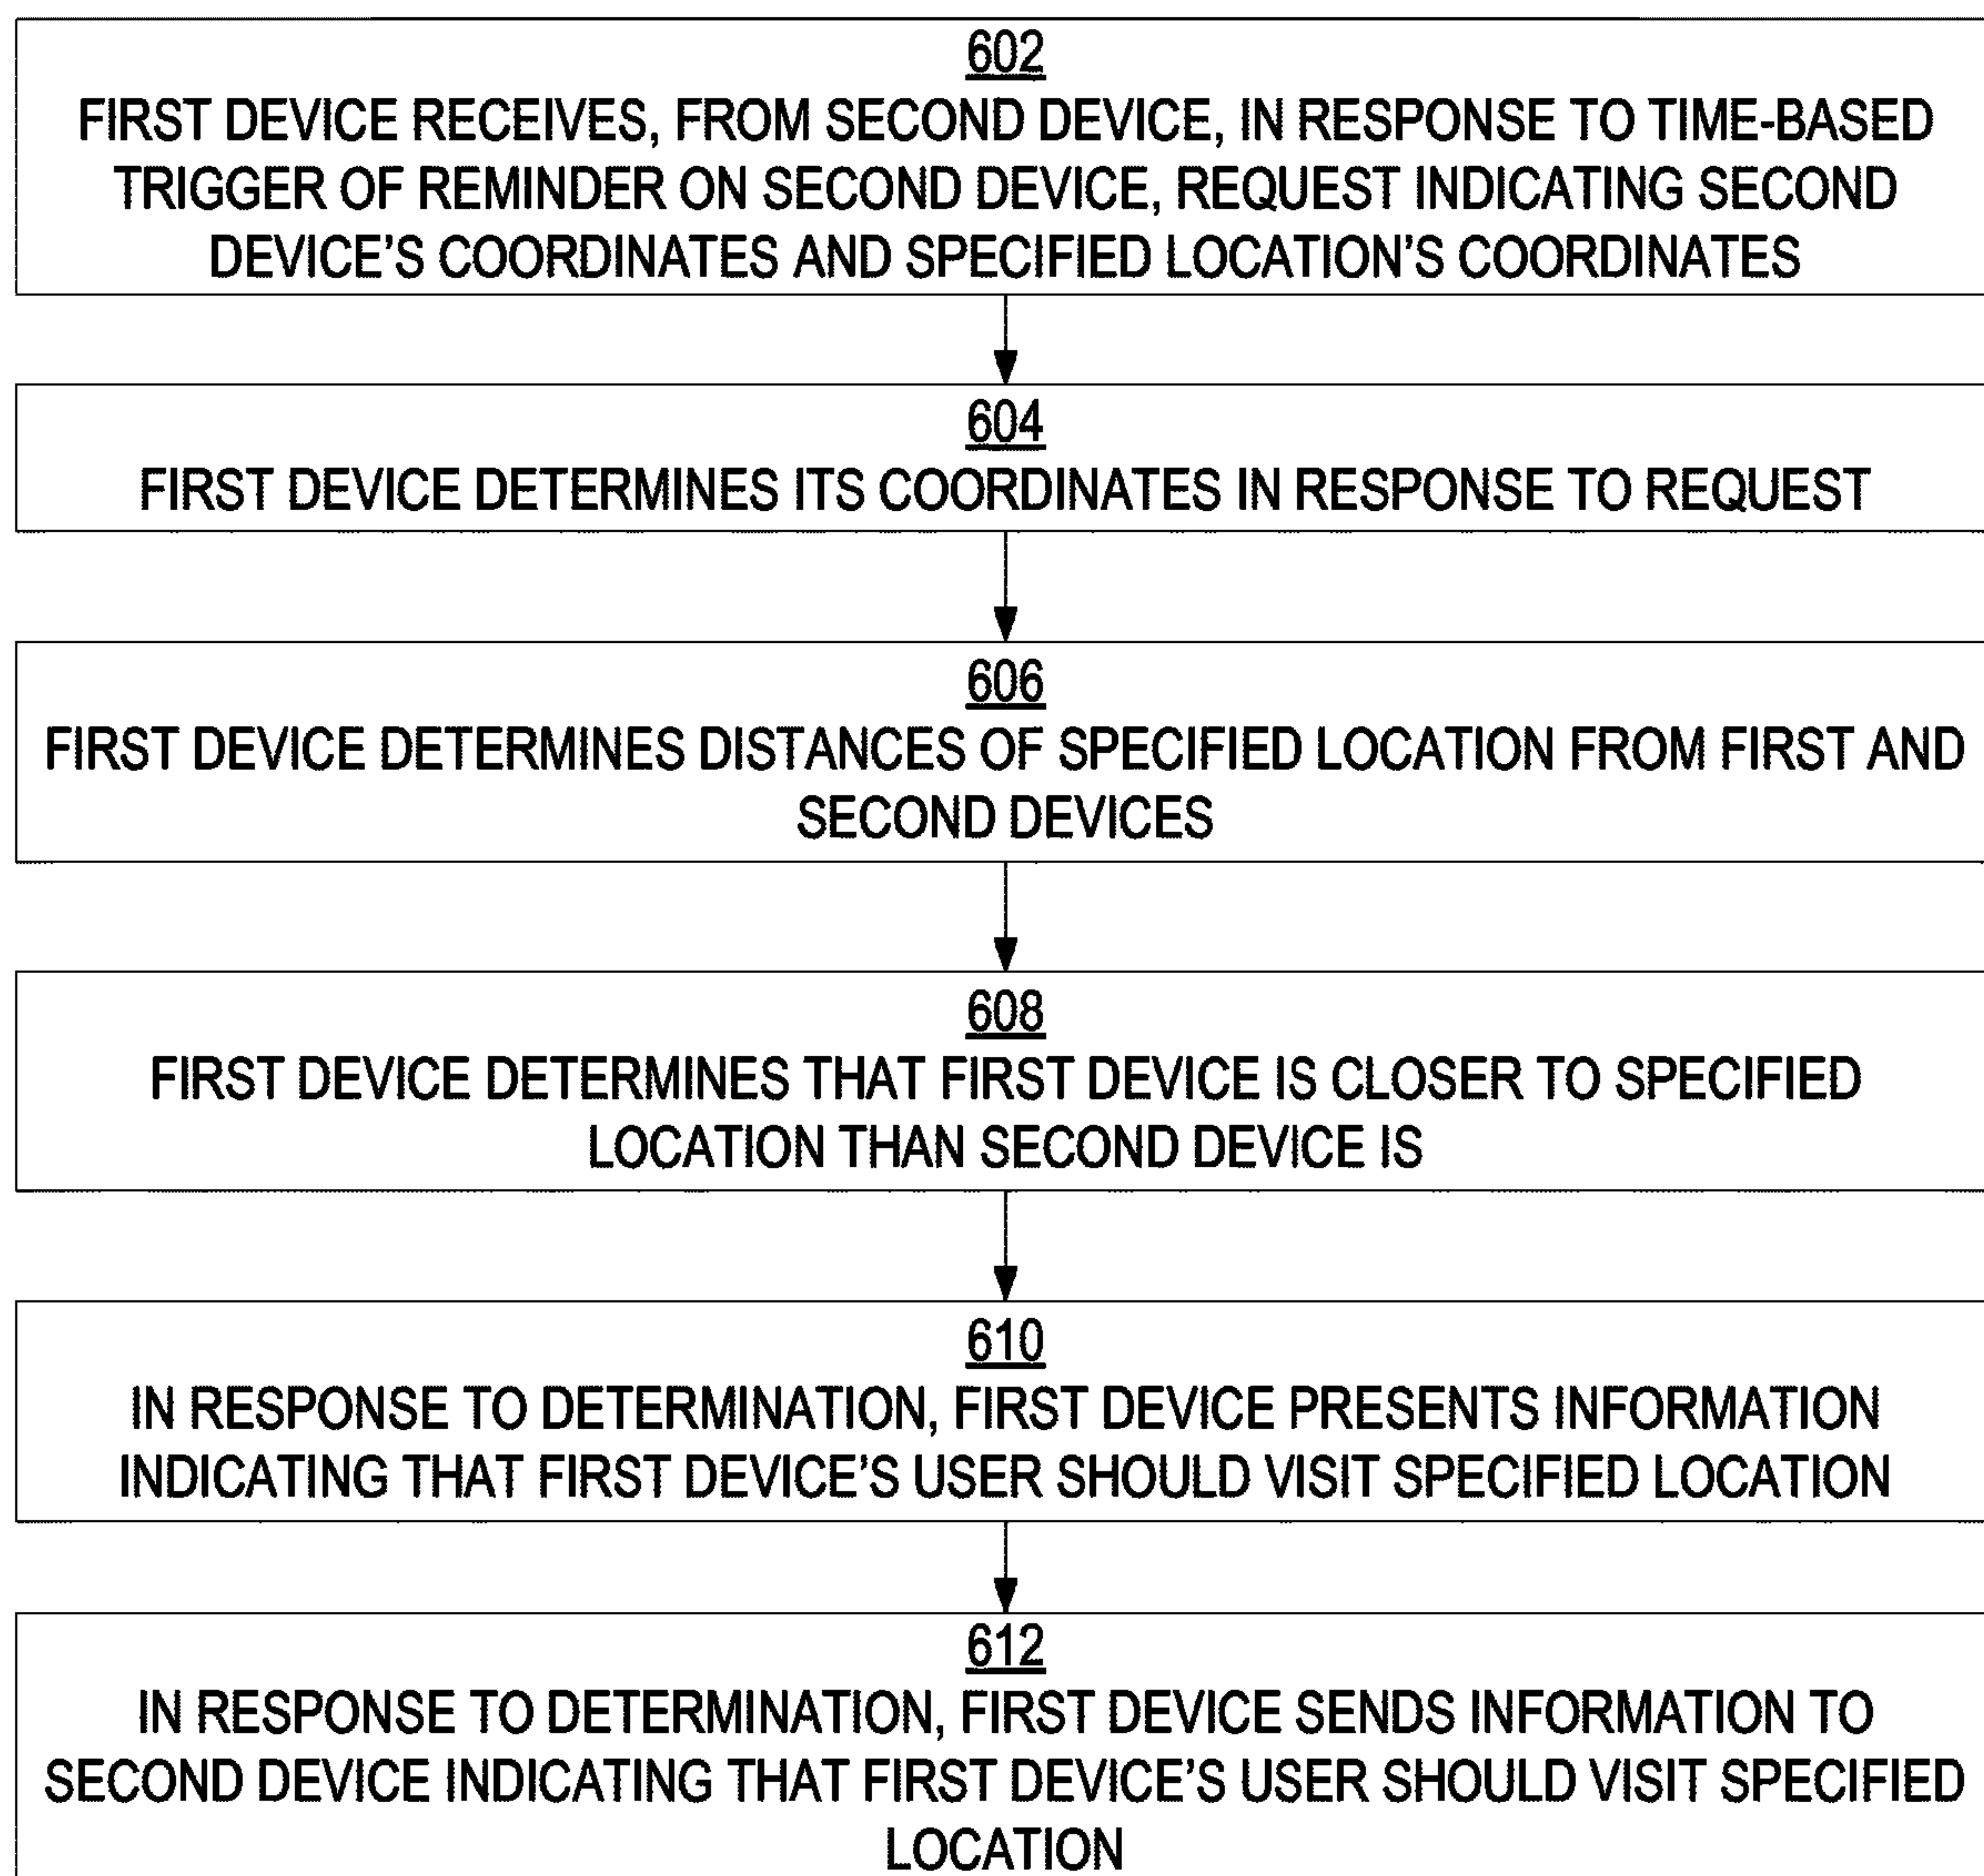 602
FIRST DEVICE RECEIVES, FROM SECOND DEVICE, IN RESPONSE TO TIME-BASED
TRIGGER OF REMINDER ON SECOND DEVICE, REQUEST INDICATING SECOND
DEVICE'S COORDINATES AND SPECIFIED LOCATION'S COORDINATES
604
FIRST DEVICE DETERMINES ITS COORDINATES IN RESPONSE TO REQUEST
606
FIRST DEVICE DETERMINES DISTANCES OF SPECIFIED LOCATION FROM FIRST AND
SECOND DEVICES
608
FIRST DEVICE DETERMINES THAT FIRST DEVICE IS CLOSER TO SPECIFIED
LOCATION THAN SECOND DEVICE IS
610
IN RESPONSE TO DETERMINATION, FIRST DEVICE PRESENTS INFORMATION
INDICATING THAT FIRST DEVICE'S USER SHOULD VISIT SPECIFIED LOCATION
612
IN RESPONSE TO DETERMINATION, FIRST DEVICE SENDS INFORMATION TO
SECOND DEVICE INDICATING THAT FIRST DEVICE'S USER SHOULD VISIT SPECIFIED
LOCATION